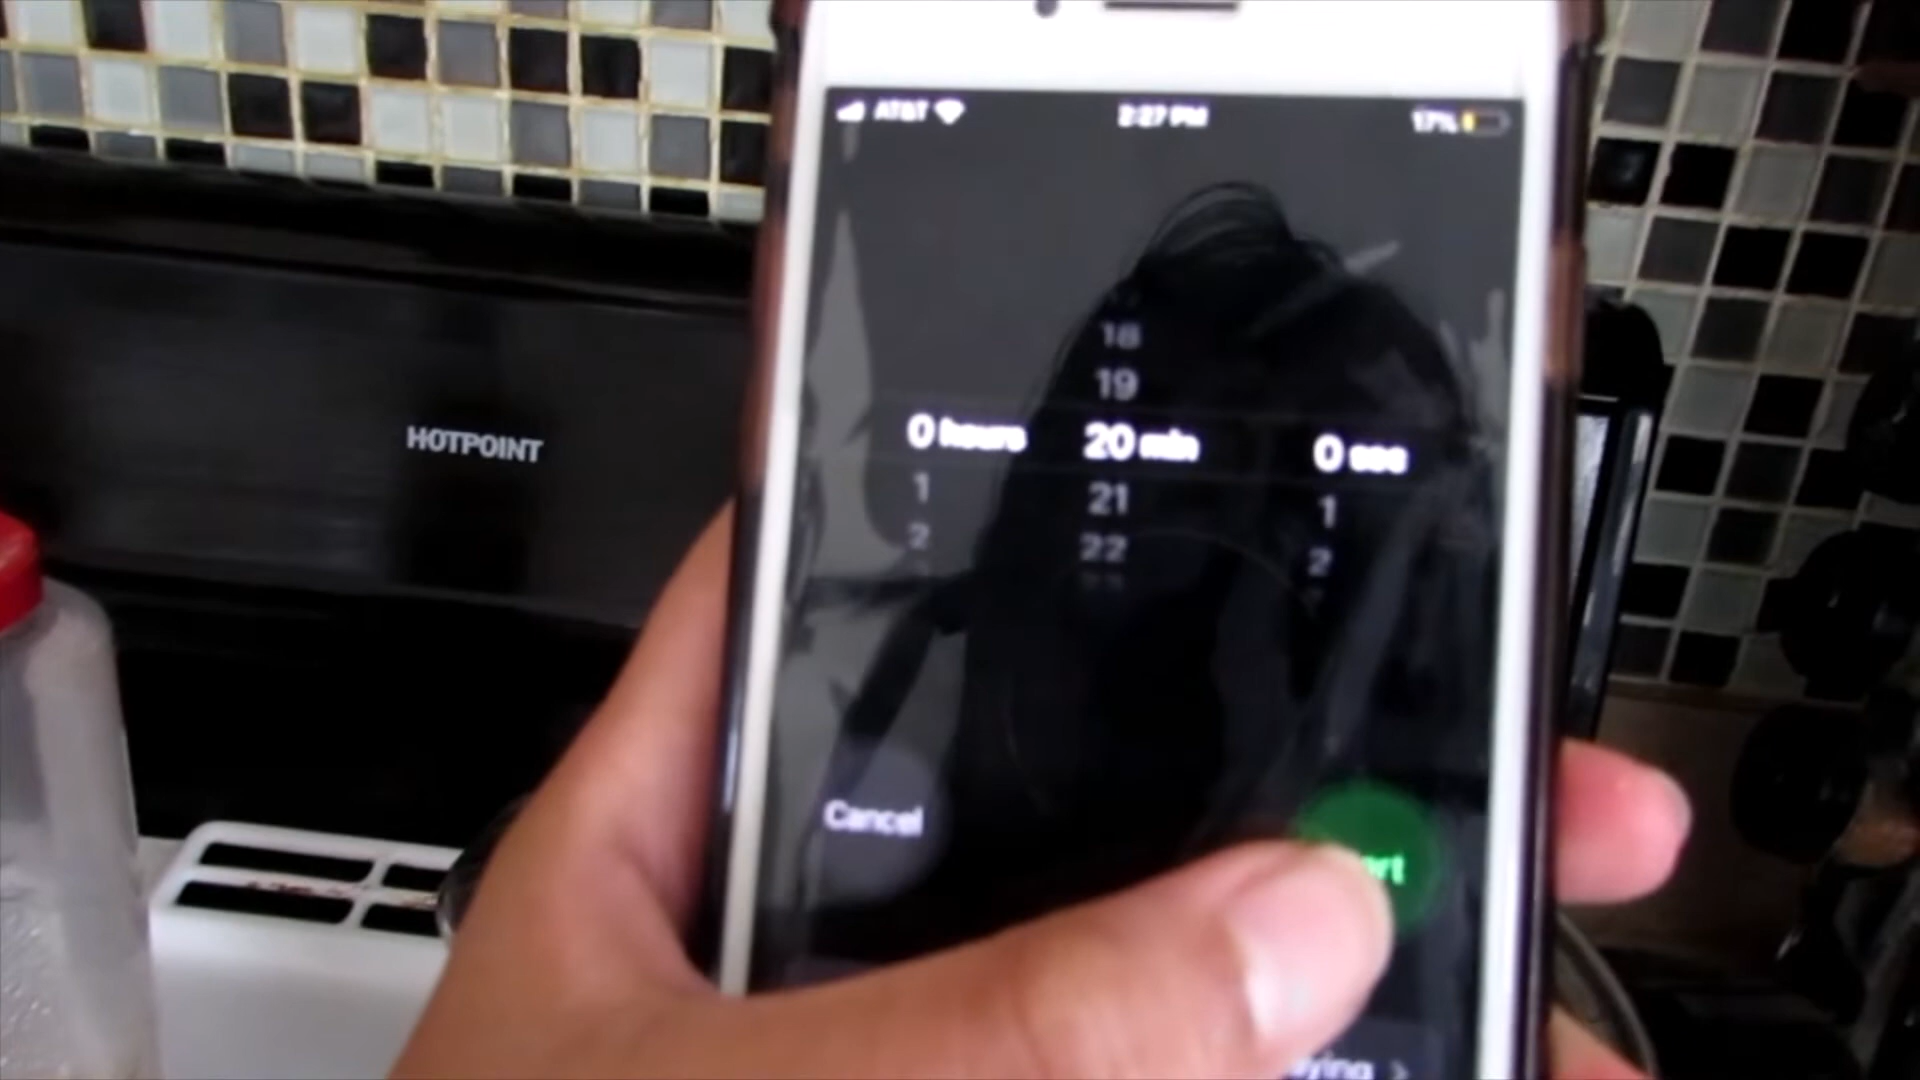 AT&T 2:27 PM 17%
18
19
0 hours 20 min 0 sec
1 21 1
2 22 2
HOTPOINT
Cancel